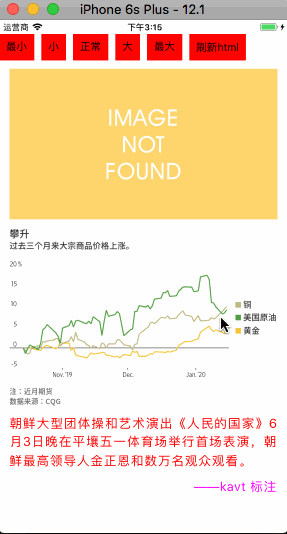 iPhone 6s Plus - 12.1
运营商 下午3:15
最小 小 正常 大 最大 刷新html
IMAGE
NOT
FOUND
攀升
过去三个月来大宗商品价格上涨。
20％
15
10
5
0
-5
Nov. '19 Dec. Jan. '20
铜
美国原油
黄金
注：近月期货
数据来源：CQG
朝鲜大型团体操和艺术演出《人民的国家》6
月3日晚在平壤五一体育场举行首场表演，朝
鲜最高领导人金正恩和数万名观众观看。
——kavt 标注